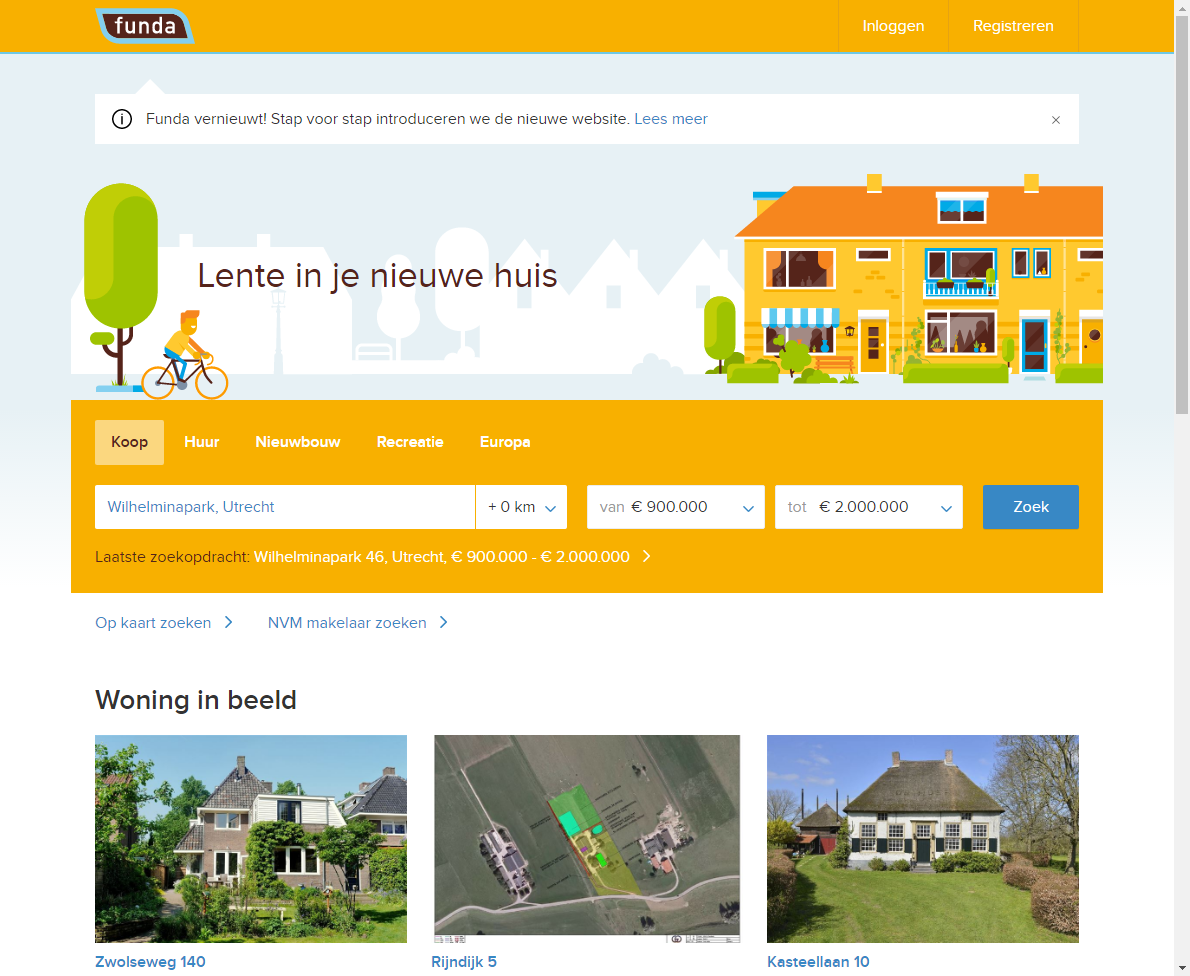 funda
Inloggen
Registreren
Funda vernieuwt! Stap voor stap introduceren we de nieuwe website. Lees meer
Lente in je nieuwe huis
Koop
Huur
Nieuwbouw
Recreatie
Europa
Wilhelminapark, Utrecht
+ 0 km
van € 900.000
tot € 2.000.000
Zoek
Laatste zoekopdracht: Wilhelminapark 46, Utrecht, € 900.000 - € 2.000.000
Op kaart zoeken
NVM makelaar zoeken
Woning in beeld
Zwolseweg 140
Rijndijk 5
Kasteellaan 10